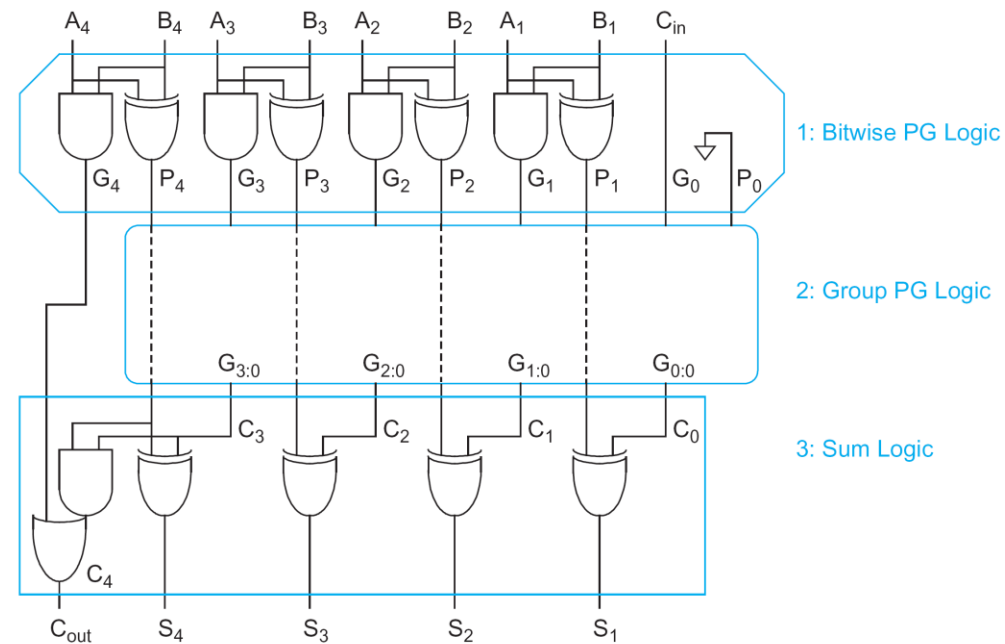 A4 B4 A3 B3 A2 B2 A1 B1 Cin
1: Bitwise PG Logic
G4 P4 G3 P3 G2 P2 G1 P1 G0 P0
2: Group PG Logic
G3:0 G2:0 G1:0 G0:0
C3 C2 C1 C0
3: Sum Logic
C4
Cout S4 S3 S2 S1